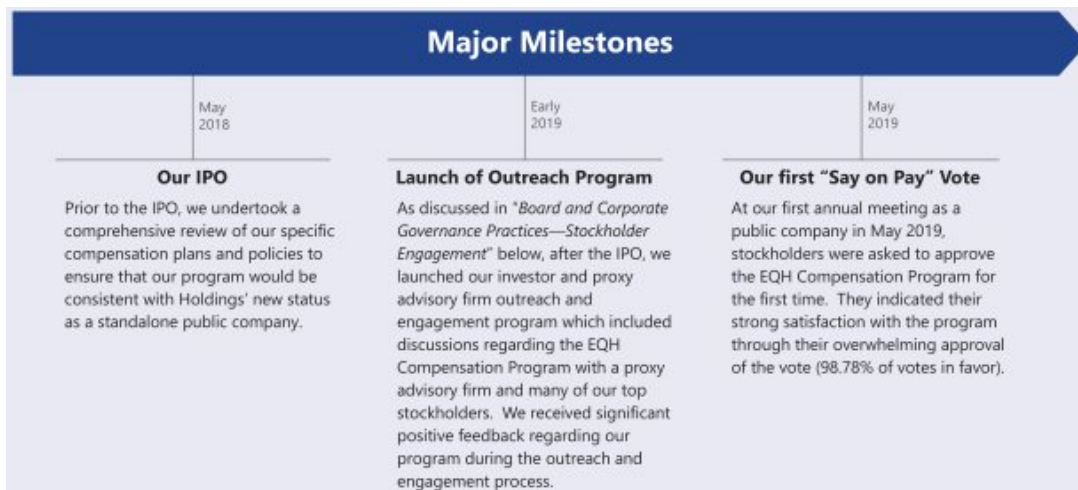 Major Milestones
May
2018
Our IPO
Prior to the IPO, we undertook a
comprehensive review of our specific
compensation plans and policies to
ensure that our program would be
consistent with Holdings' new status
as a standalone public company.
Early
2019
Launch of Outreach Program
As discussed in "Board and Corporate
Governance Practices—Stockholder
Engagement" below, after the IPO, we
launched our investor and proxy
advisory firm outreach and
engagement program which included
discussions regarding the EQH
Compensation Program with a proxy
advisory firm and many of our top
stockholders.  We received significant
positive feedback regarding our
program during the outreach and
engagement process.
May
2019
Our first “Say on Pay” Vote
At our first annual meeting as a
public company in May 2019,
stockholders were asked to approve
the EQH Compensation Program for
the first time.  They indicated their
strong satisfaction with the program
through their overwhelming approval
of the vote (98.78% of votes in favor).